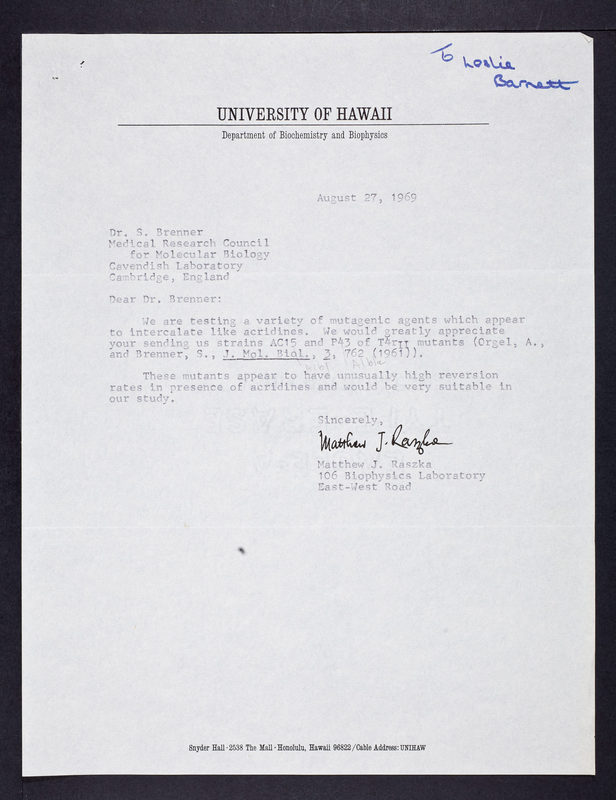 To Leslie
Barnett
UNIVERSITY OF HAWAII
Department of Biochemistry and Biophysics
August 27, 1969
Dr. S. Brenner
Medical Research Council
for Molecular Biology
Cavendish Laboratory
Cambridge, England
Dear Dr. Brenner:
We are testing a variety of mutagenic agents which appear
to intercalate like acridines. We would greatly appreciate
your sending us strains AC15 and P43 of T4rII mutants (Orgel, A.,
and Brenner, S., J. Mol. Biol., 3, 762 (1961)).
These mutants appear to have unusually high reversion
rates in presence of acridines and would be very suitable in
our study.
Sincerely,
Matthew J. Raszka
Matthew J. Raszka
106 Biophysics Laboratory
East-West Road
Snyder Hall · 2538 The Mall · Honolulu, Hawaii 96822 / Cable Address: UNIHAW